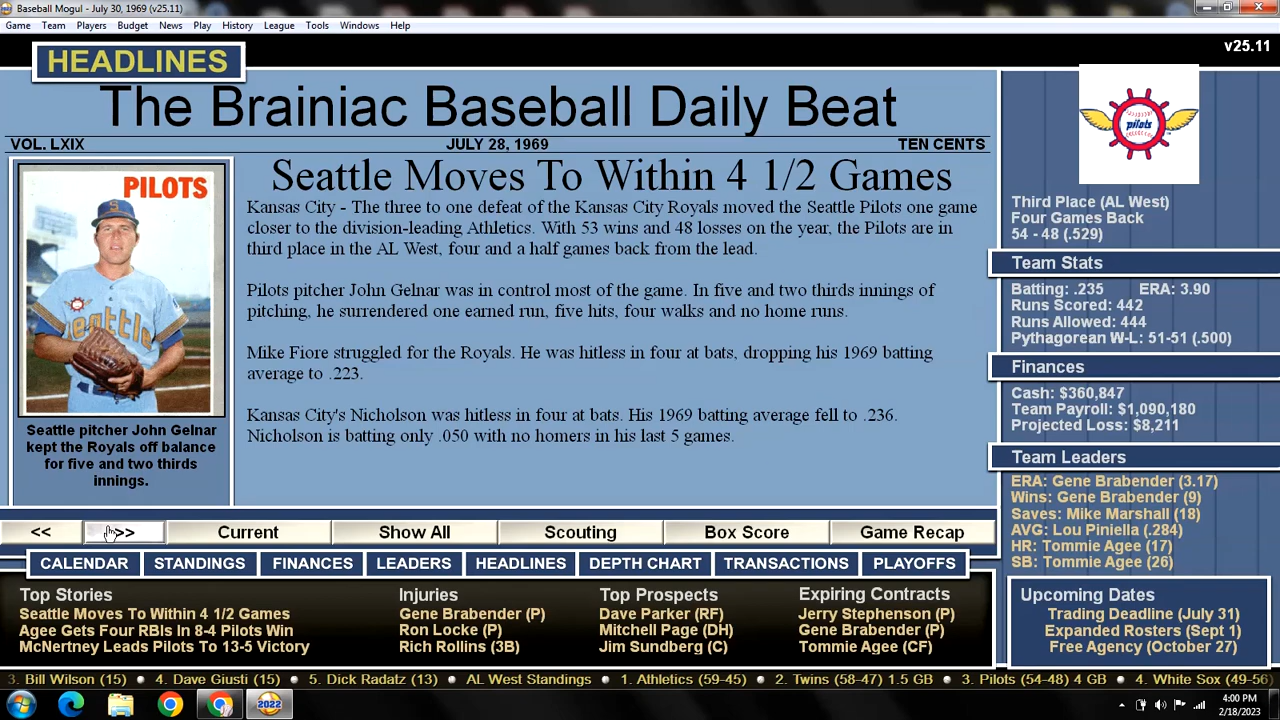 Baseball Mogul - July 30, 1969 (v25.11)
Game Team Players Budget News Play History League Tools Windows Help
HEADLINES
v25.11
The Brainiac Baseball Daily Beat
VOL. LXIX JULY 28, 1969 TEN CENTS
PILOTS
Seattle
Seattle pitcher John Gelnar
kept the Royals off balance
for five and two thirds
innings.
Seattle Moves To Within 4 1/2 Games
Kansas City - The three to one defeat of the Kansas City Royals moved the Seattle Pilots one game
closer to the division-leading Athletics. With 53 wins and 48 losses on the year, the Pilots are in
third place in the AL West, four and a half games back from the lead.
Pilots pitcher John Gelnar was in control most of the game. In five and two thirds innings of
pitching, he surrendered one earned run, five hits, four walks and no home runs.
Mike Fiore struggled for the Royals. He was hitless in four at bats, dropping his 1969 batting
average to .223.
Kansas City's Nicholson was hitless in four at bats. His 1969 batting average fell to .236.
Nicholson is batting only .050 with no homers in his last 5 games.
pilots
Third Place (AL West)
Four Games Back
54 - 48 (.529)
Team Stats
Batting: .235 ERA: 3.90
Runs Scored: 442
Runs Allowed: 444
Pythagorean W-L: 51-51 (.500)
Finances
Cash: $360,847
Team Payroll: $1,090,180
Projected Loss: $8,211
Team Leaders
ERA: Gene Brabender (3.17)
Wins: Gene Brabender (9)
Saves: Mike Marshall (18)
AVG: Lou Piniella (.284)
HR: Tommie Agee (17)
SB: Tommie Agee (26)
Upcoming Dates
Trading Deadline (July 31)
Expanded Rosters (Sept 1)
Free Agency (October 27)
<< >> Current Show All Scouting Box Score Game Recap
CALENDAR STANDINGS FINANCES LEADERS HEADLINES DEPTH CHART TRANSACTIONS PLAYOFFS
Top Stories
Seattle Moves To Within 4 1/2 Games
Agee Gets Four RBIs In 8-4 Pilots Win
McNertney Leads Pilots To 13-5 Victory
Injuries
Gene Brabender (P)
Ron Locke (P)
Rich Rollins (3B)
Top Prospects
Dave Parker (RF)
Mitchell Page (DH)
Jim Sundberg (C)
Expiring Contracts
Jerry Stephenson (P)
Gene Brabender (P)
Tommie Agee (CF)
3. Bill Wilson (15) • 4. Dave Giusti (15) • 5. Dick Radatz (13) • AL West Standings • 1. Athletics (59-45) • 2. Twins (58-47) 1.5 GB • 3. Pilots (54-48) 4 GB • 4. White Sox (49-56)
2022
4:00 PM
2/18/2023